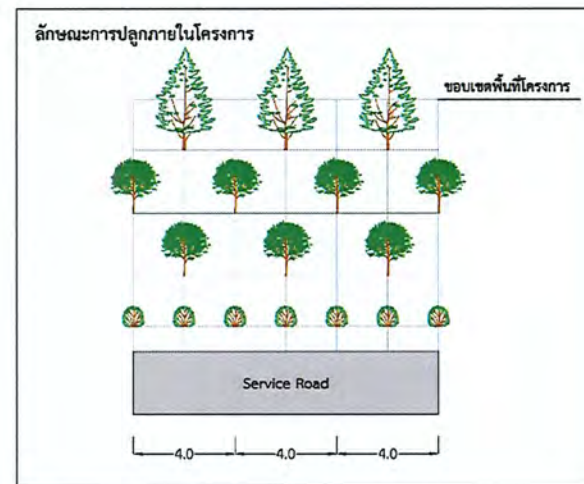 ลักษณะการปลูกภายในโครงการ
ขอบเขตพื้นที่โครงการ
Service Road
4.0 4.0 4.0